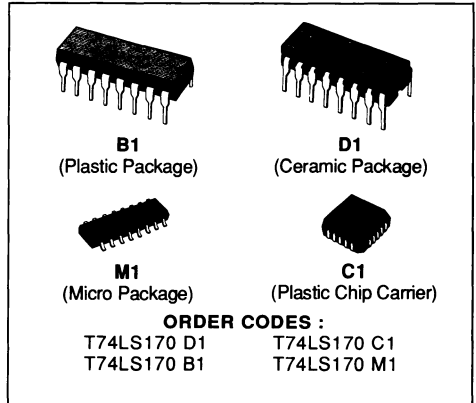 B1
(Plastic Package)
D1
(Ceramic Package)
M1
(Micro Package)
C1
(Plastic Chip Carrier)
ORDER CODES :
T74LS170 D1 T74LS170 C1
T74LS170 B1 T74LS170 M1